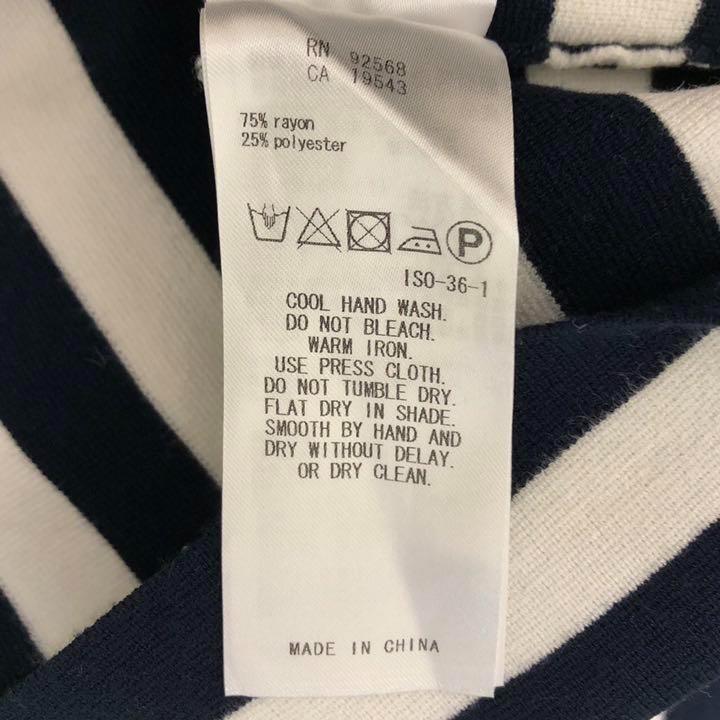 RN 92568
CA 19543
75% rayon
25% polyester
P
ISO-36-1
COOL HAND WASH.
DO NOT BLEACH.
WARM IRON.
USE PRESS CLOTH.
DO NOT TUMBLE DRY.
FLAT DRY IN SHADE.
SMOOTH BY HAND AND
DRY WITHOUT DELAY.
OR DRY CLEAN.
MADE IN CHINA